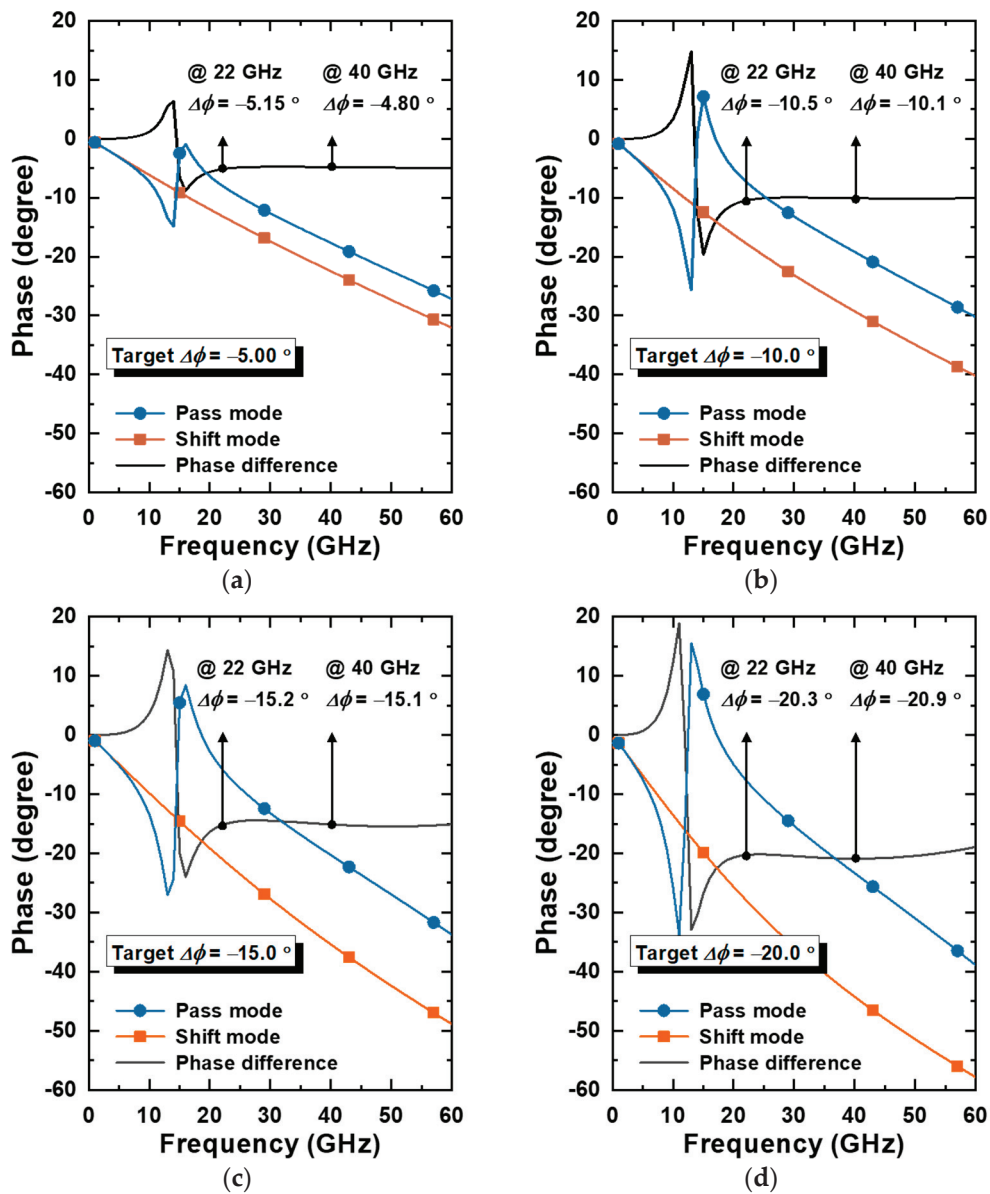 20
10
0
-10
-20
-30
-40
-50
-60
Phase (degree)
@ 22 GHz @ 40 GHz
Δϕ = −5.15 ° Δϕ = −4.80 °
Target Δϕ = −5.00 °
Pass mode
Shift mode
Phase difference
0 10 20 30 40 50 60
Frequency (GHz)
(a)
20
10
0
-10
-20
-30
-40
-50
-60
Phase (degree)
@ 22 GHz @ 40 GHz
Δϕ = −10.5 ° Δϕ = −10.1 °
Target Δϕ = −10.0 °
Pass mode
Shift mode
Phase difference
0 10 20 30 40 50 60
Frequency (GHz)
(b)
20
10
0
-10
-20
-30
-40
-50
-60
Phase (degree)
@ 22 GHz @ 40 GHz
Δϕ = −15.2 ° Δϕ = −15.1 °
Target Δϕ = −15.0 °
Pass mode
Shift mode
Phase difference
0 10 20 30 40 50 60
Frequency (GHz)
(c)
20
10
0
-10
-20
-30
-40
-50
-60
Phase (degree)
@ 22 GHz @ 40 GHz
Δϕ = −20.3 ° Δϕ = −20.9 °
Target Δϕ = −20.0 °
Pass mode
Shift mode
Phase difference
0 10 20 30 40 50 60
Frequency (GHz)
(d)